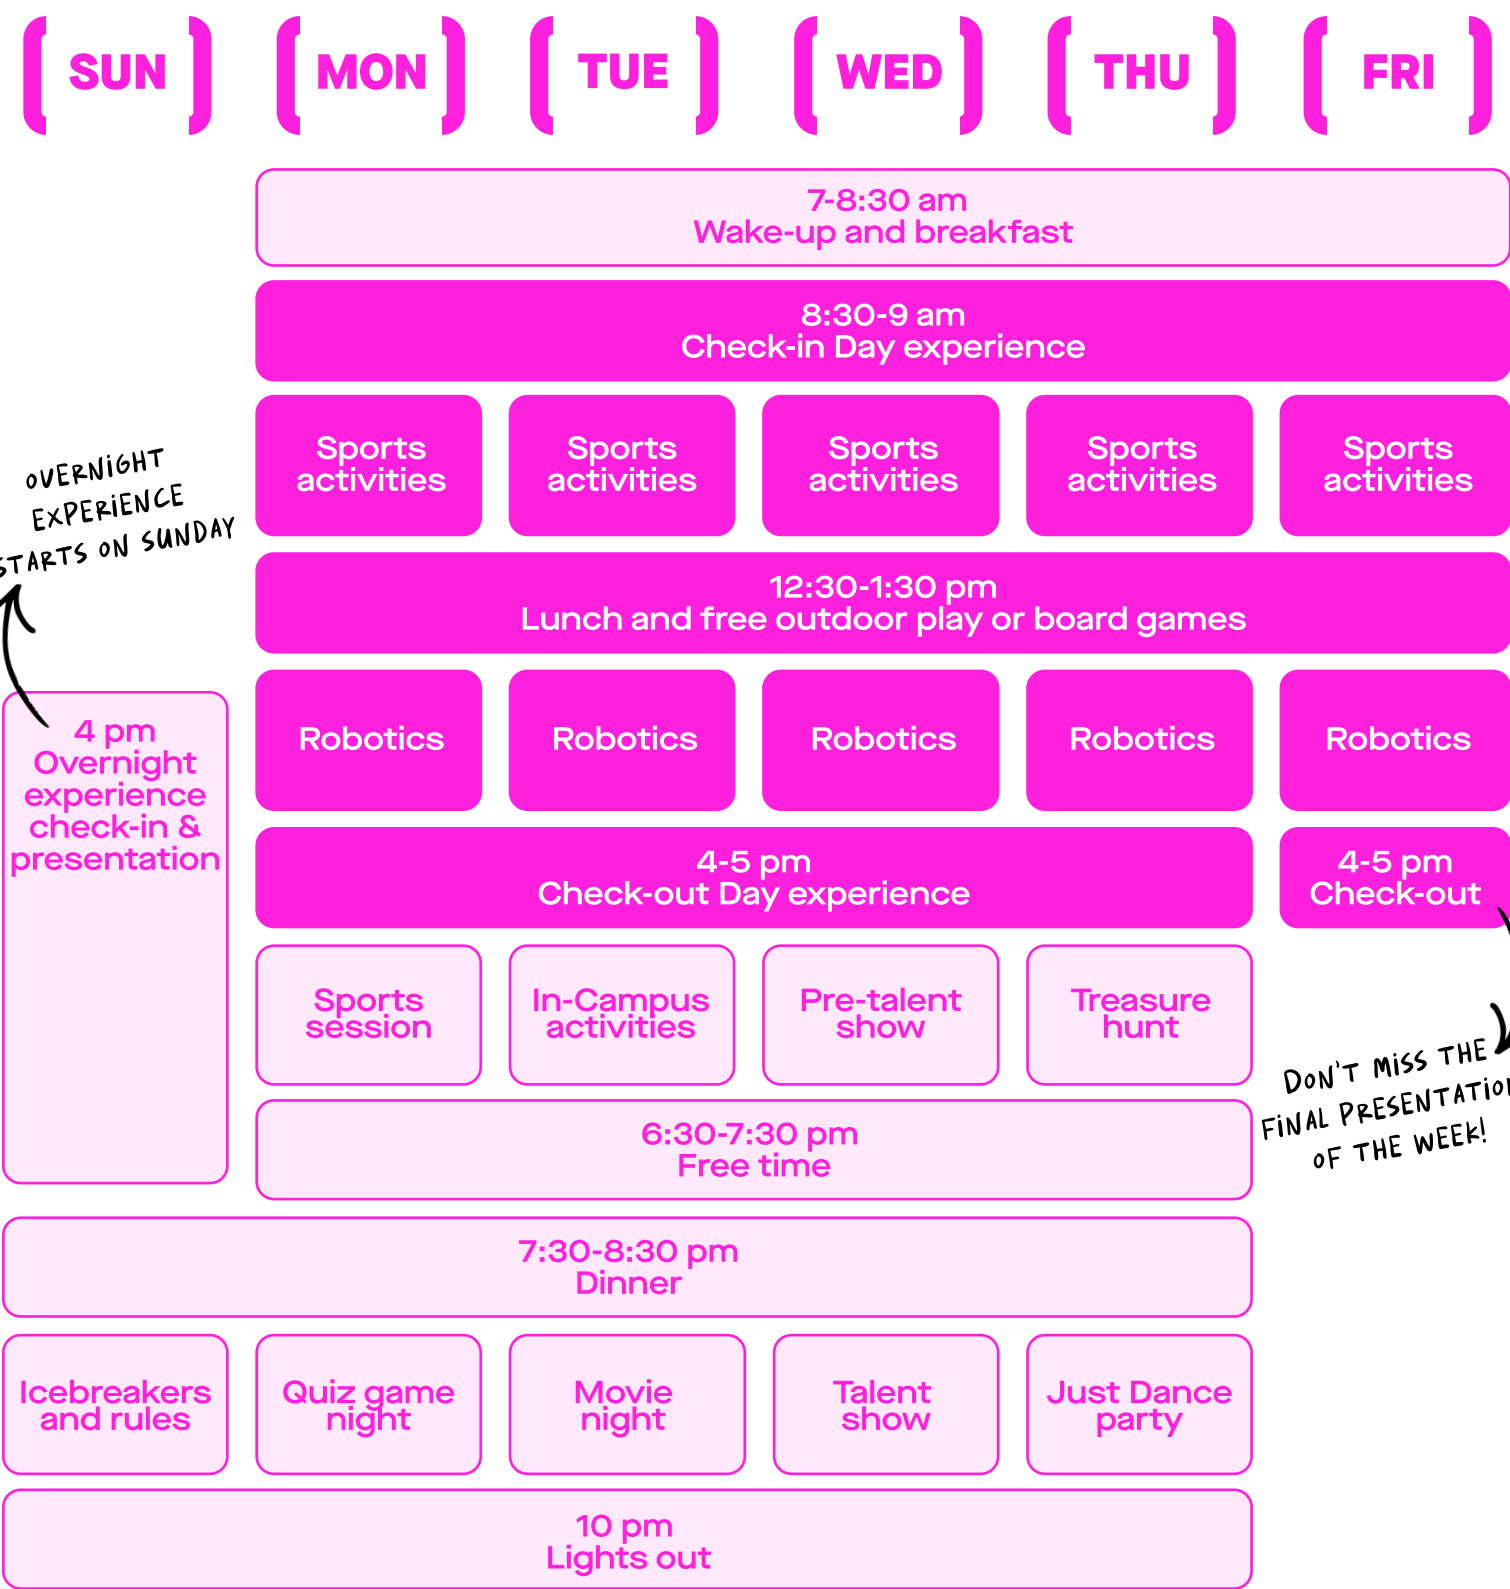 SUN
MON
TUE
WED
THU
FRI
7-8:30 am
Wake-up and breakfast
8:30-9 am
Check-in Day experience
Sports
activities
Sports
activities
Sports
activities
Sports
activities
Sports
activities
OVERNIGHT
EXPERIENCE
STARTS ON SUNDAY
12:30-1:30 pm
Lunch and free outdoor play or board games
4 pm
Overnight
experience
check-in &
presentation
Robotics
Robotics
Robotics
Robotics
Robotics
4-5 pm
Check-out Day experience
4-5 pm
Check-out
Sports
session
In-Campus
activities
Pre-talent
show
Treasure
hunt
DON'T MISS THE
FINAL PRESENTATION
OF THE WEEK!
6:30-7:30 pm
Free time
7:30-8:30 pm
Dinner
Icebreakers
and rules
Quiz game
night
Movie
night
Talent
show
Just Dance
party
10 pm
Lights out